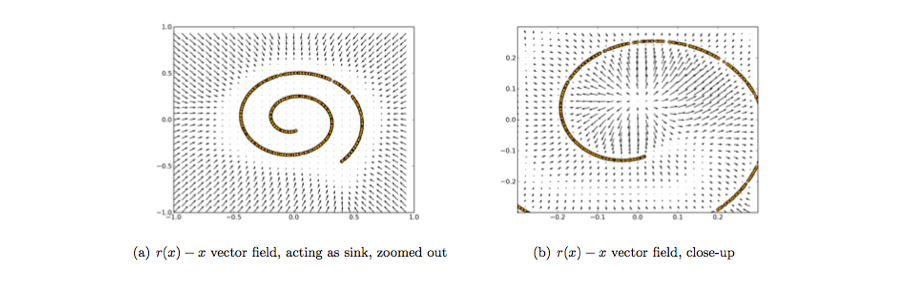 1.0
0.5
0.0
−0.5
−1.0
−1.0 −0.5 0.0 0.5 1.0
0.2
0.1
0.0
−0.1
−0.2
−0.2 −0.1 0.0 0.1 0.2
(a) r(x) − x vector field, acting as sink, zoomed out
(b) r(x) − x vector field, close-up